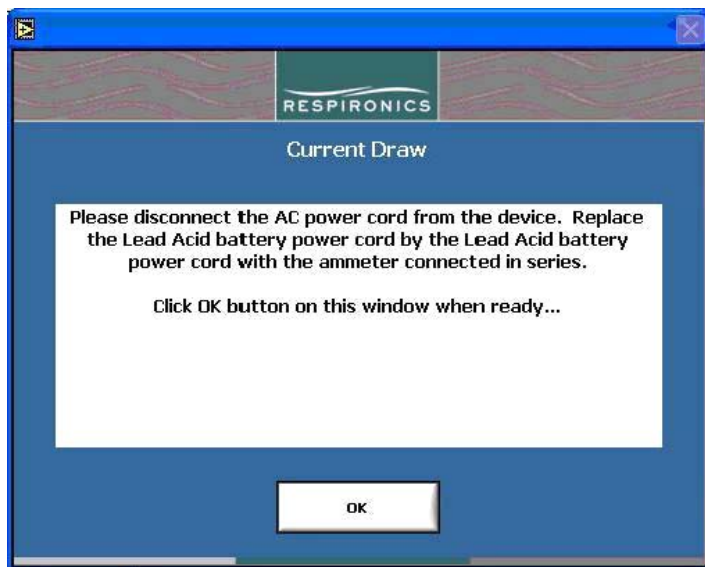 RESPIRONICS
Current Draw
Please disconnect the AC power cord from the device. Replace
the Lead Acid battery power cord by the Lead Acid battery
power cord with the ammeter connected in series.
Click OK button on this window when ready...
OK